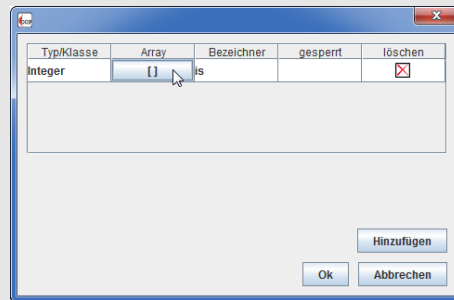 Typ/Klasse Array Bezeichner gesperrt löschen
Integer [ ] is
Hinzufügen
Ok Abbrechen